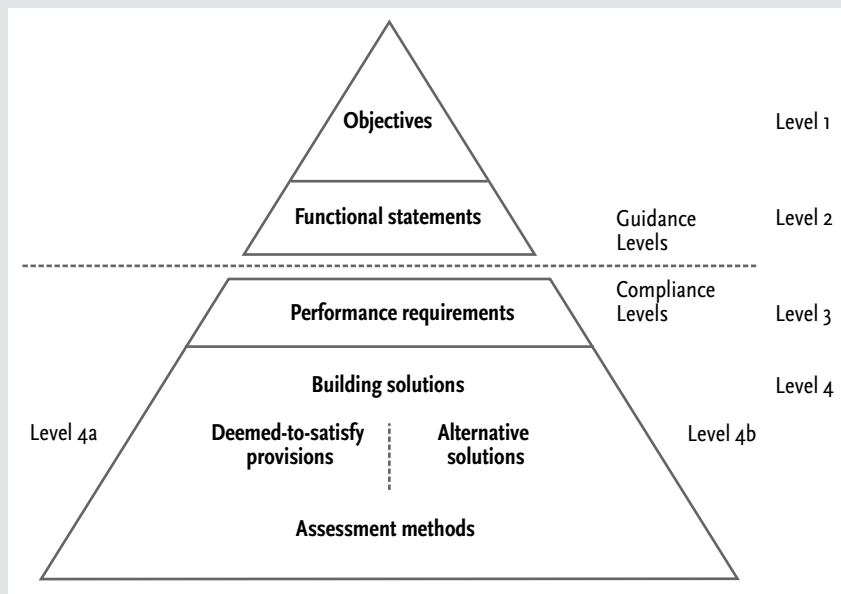 Objectives
Level 1
Functional statements
Guidance
Levels
Level 2
Compliance
Levels
Performance requirements
Level 3
Building solutions
Level 4
Level 4a
Deemed-to-satisfy
provisions
Alternative
solutions
Level 4b
Assessment methods